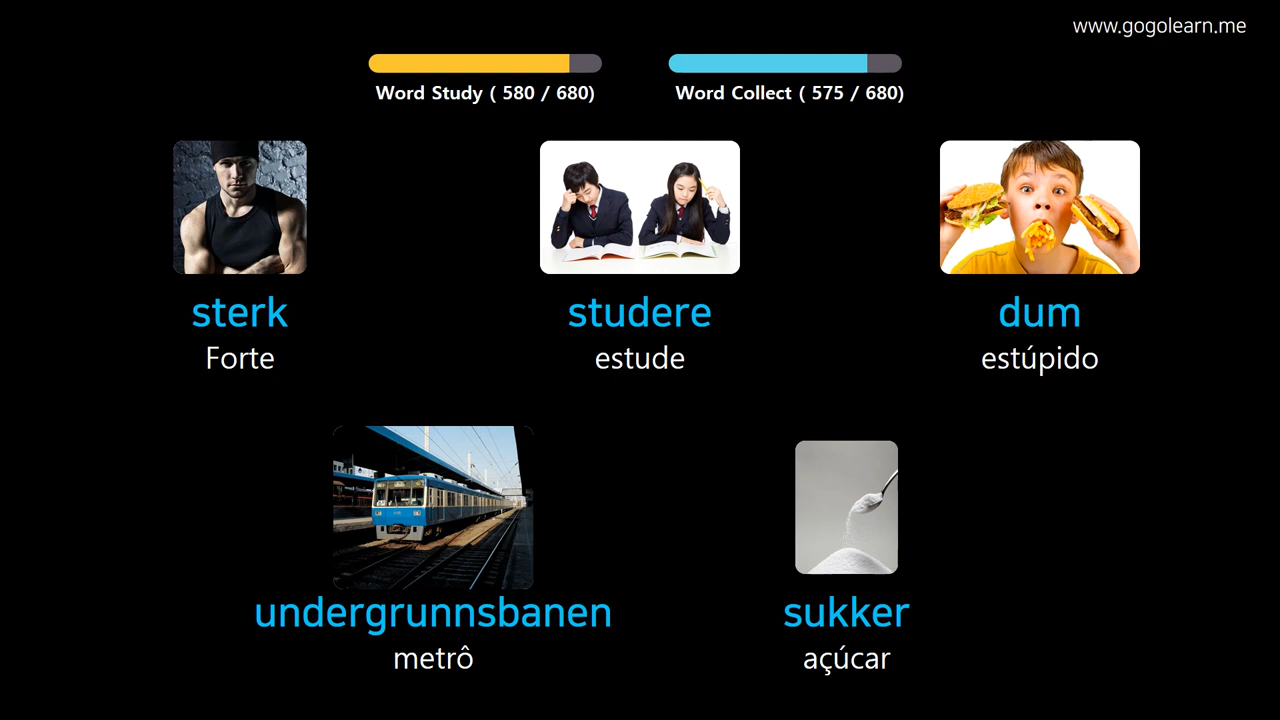 www.gogolearn.me
Word Study ( 580 / 680)
Word Collect ( 575 / 680)
sterk
Forte
studere
estude
dum
estúpido
undergrunnsbanen
metrô
sukker
açúcar